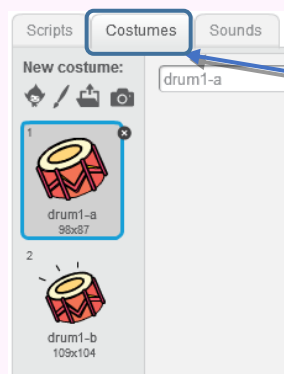 Scripts Costumes Sounds
New costume:
drum1-a
1
drum1-a
98x87
2
drum1-b
109x104